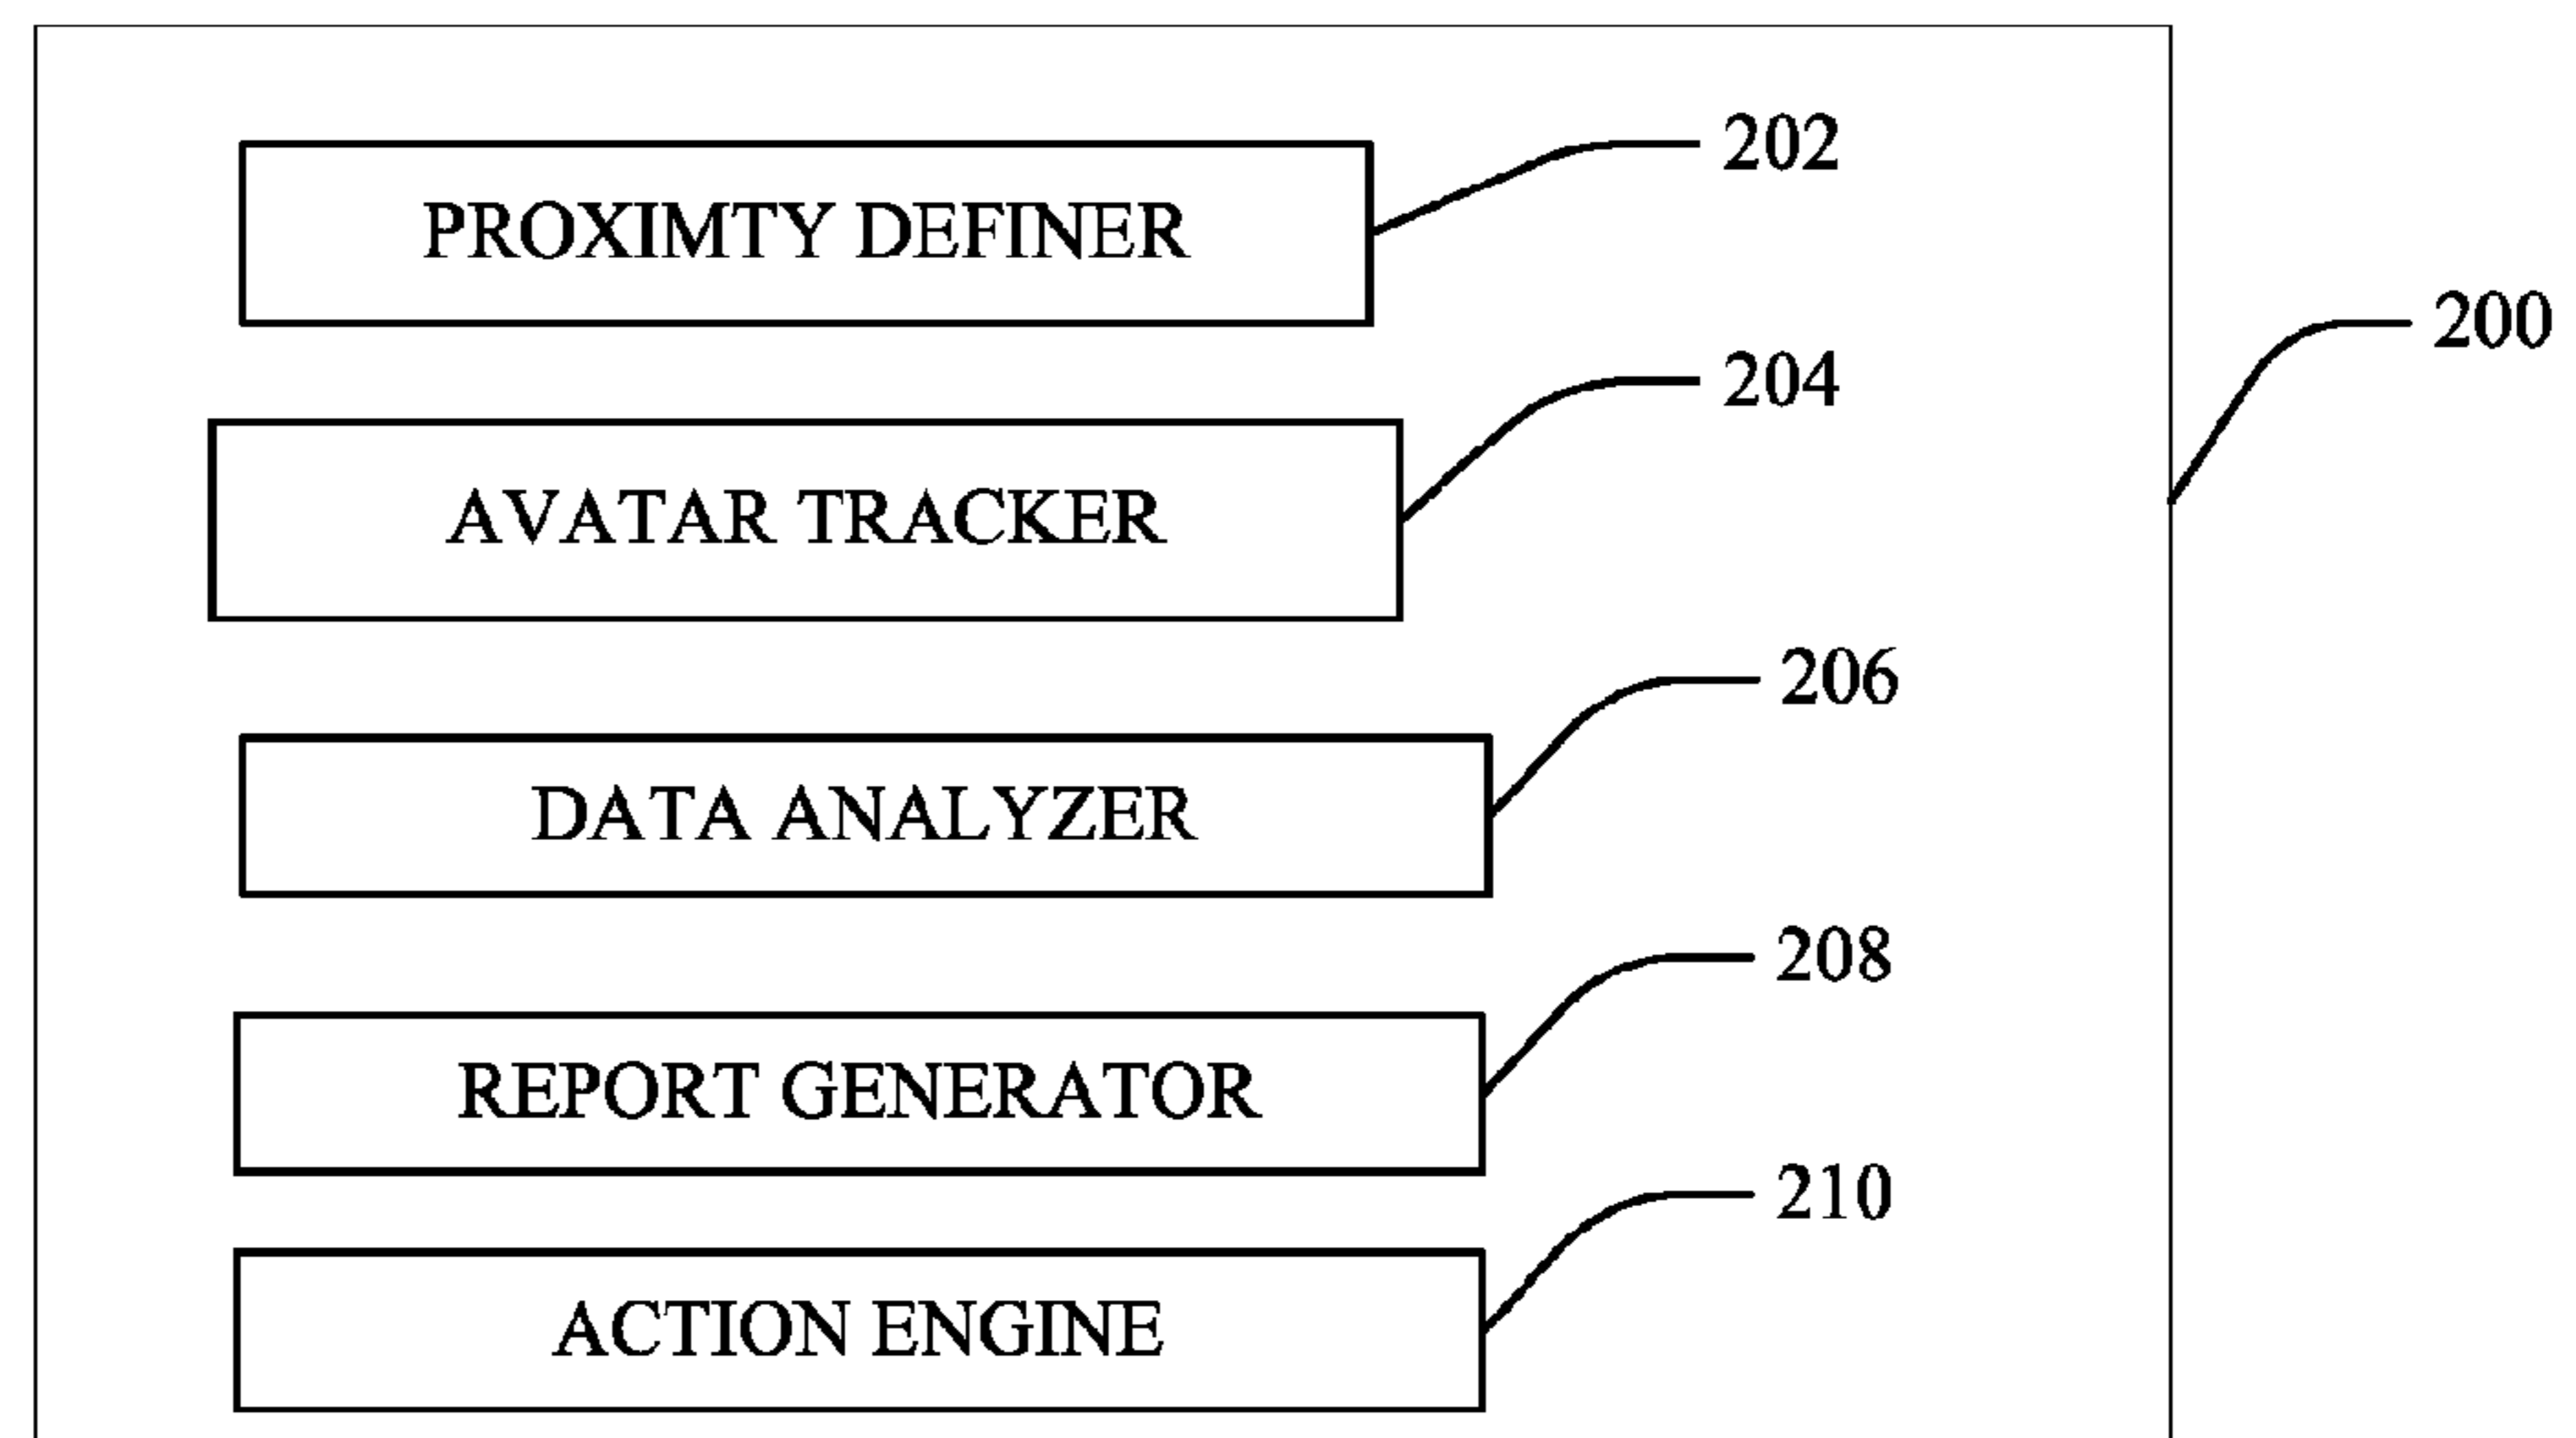 202
PROXIMTY DEFINER
200
204
AVATAR TRACKER
206
DATA ANALYZER
208
REPORT GENERATOR
210
ACTION ENGINE